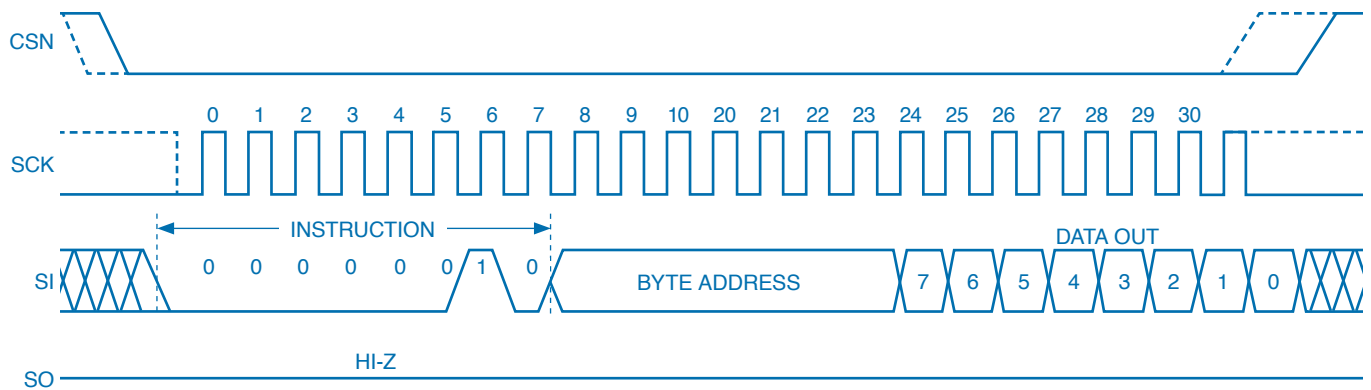 CSN
0 1 2 3 4 5 6 7 8 9 10 20 21 22 23 24 25 26 27 28 29 30
SCK
INSTRUCTION
DATA OUT
0 0 0 0 0 0 1 0
SI
BYTE ADDRESS
7 6 5 4 3 2 1 0
HI-Z
SO